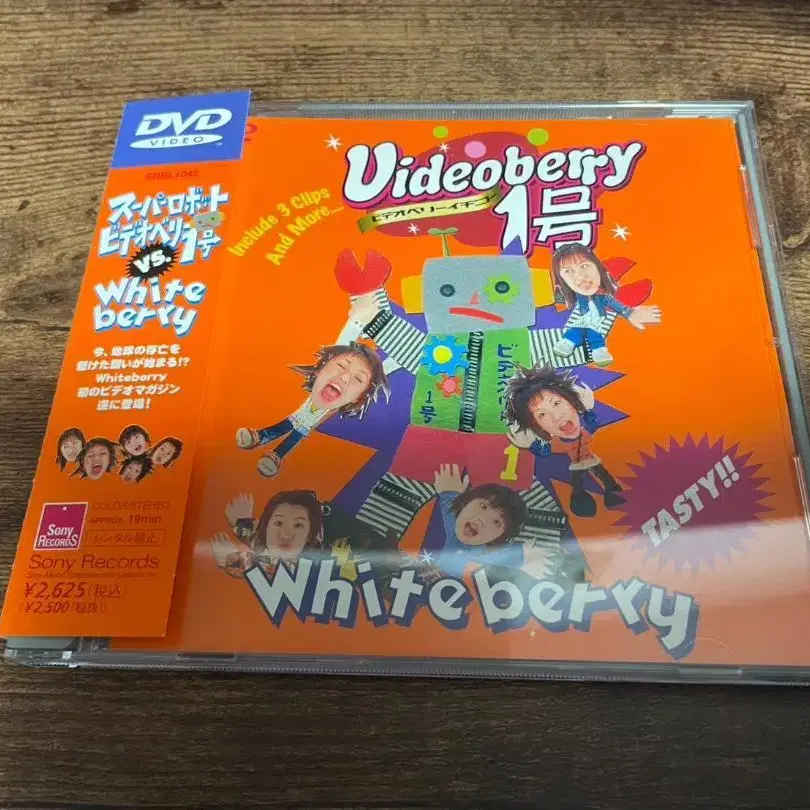 DVD
VIDEO
SRBL1042
スーパーロボット
ビデオベリー1号
VS.
White
berry
今、地球の存亡を
懸けた闘いが始まる!?
Whiteberry
初のビデオマガジン
遂に登場!
COLOR/STEREO
APPROX. 19min
Sony
RECORDS
レンタル禁止
Sony Records
¥2,625(税込)
(¥2,500(税抜))
Videoberry
ビデオベリーイチゴウ
1号
Include 3 Clips
And More....
ビデオベリー
1号
1
TASTY!!
Whiteberry